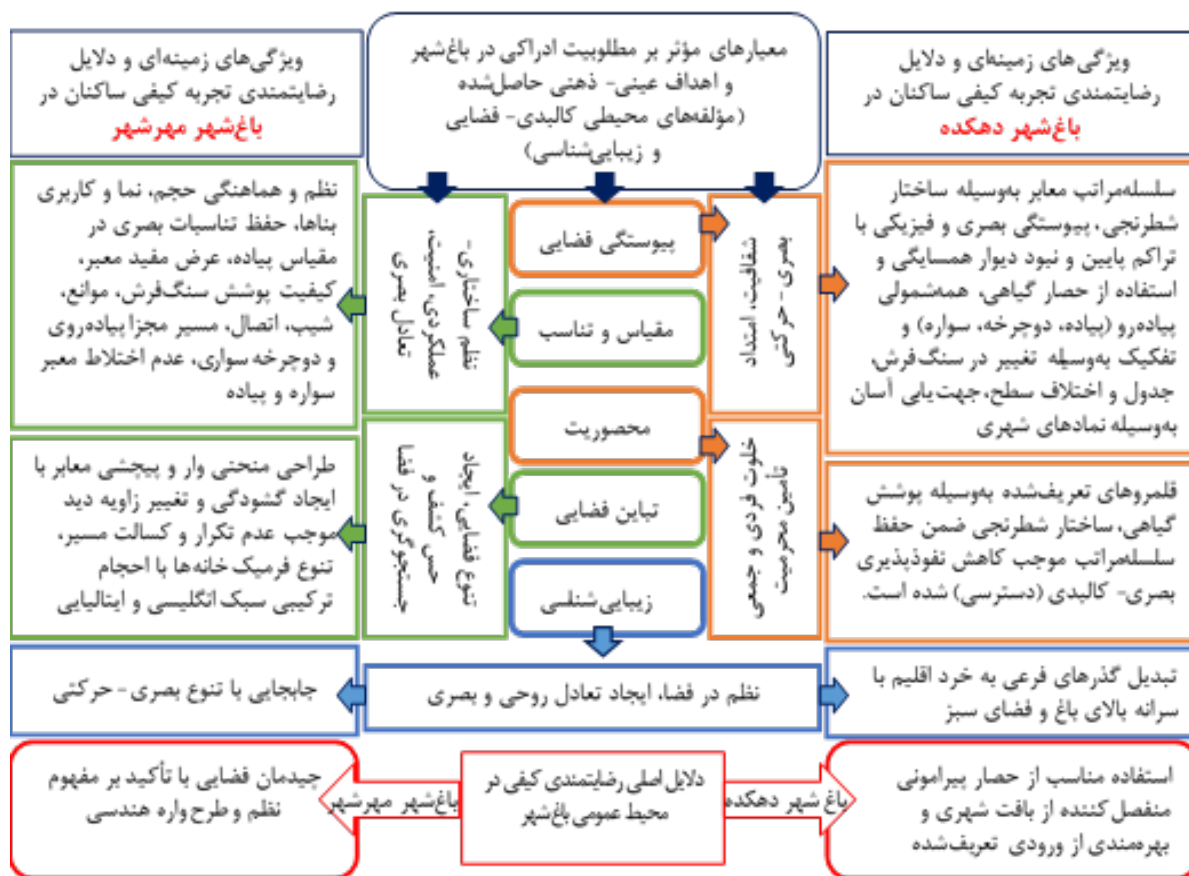 ویژگی‌های زمینه‌ای و دلایل
رضایتمندی تجربه کیفی ساکنان در
باغ‌شهر دهکده
معیارهای مؤثر بر مطلوبیت ادراکی در باغ‌شهر
و اهداف عینی- ذهنی حاصل‌شده
(مؤلفه‌های محیطی کالبدی- فضایی
و زیبایی‌شناسی)
ویژگی‌های زمینه‌ای و دلایل
رضایتمندی تجربه کیفی ساکنان در
باغ‌شهر مهرشهر
سلسله‌مراتب معابر به‌وسیله ساختار
شطرنجی، پیوستگی بصری و فیزیکی با
تراکم پایین و نبود دیوار همسایگی و
استفاده از حصار گیاهی، همه‌شمولی
پیاده‌رو (پیاده، دوچرخه، سواره) و
تفکیک به‌وسیله تغییر در سنگ‌فرش،
جدول و اختلاف سطح،جهت‌یابی آسان
به‌وسیله نمادهای شهری
شفافیت، امتداد
بصری- حرکتی
پیوستگی فضایی
مقیاس و تناسب
نظم ساختاری-
عملکردی، امنیت،
تعادل بصری
نظم و هماهنگی حجم، نما و کاربری
بناها، حفظ تناسبات بصری در
مقیاس پیاده، عرض مفید معبر،
کیفیت پوشش سنگ‌فرش، موانع،
شیب، اتصال، مسیر مجزا پیاده‌روی
و دوچرخه سواری، عدم اختلاط معبر
سواره و پیاده
قلمروهای تعریف‌شده به‌وسیله پوشش
گیاهی، ساختار شطرنجی ضمن حفظ
سلسله‌مراتب موجب کاهش نفوذپذیری
بصری- کالبدی (دسترسی) شده است.
خلوت فردی و جمعی
تأمین محرمیت
محصوریت
تباین فضایی
زیبایی‌شناسی
تنوع فضایی، ایجاد
حس کشف و
جستجوگری در فضا
طراحی منحنی وار و پیچشی معابر با
ایجاد گشودگی و تغییر زاویه دید
موجب عدم تکرار و کسالت مسیر،
تنوع فرمیک خانه‌ها با احجام
ترکیبی سبک انگلیسی و ایتالیایی
تبدیل گذرهای فرعی به خرد اقلیم با
سرانه بالای باغ و فضای سبز
نظم در فضا، ایجاد تعادل روحی و بصری
جابجایی با تنوع بصری- حرکتی
استفاده مناسب از حصار پیرامونی
منفصل‌کننده از بافت شهری و
بهره‌مندی از ورودی تعریف‌شده
باغ شهر دهکده
دلایل اصلی رضایتمندی کیفی در
محیط عمومی باغ‌شهر
باغ‌شهر مهرشهر
چیدمان فضایی با تأکید بر مفهوم
نظم و طرح‌واره هندسی